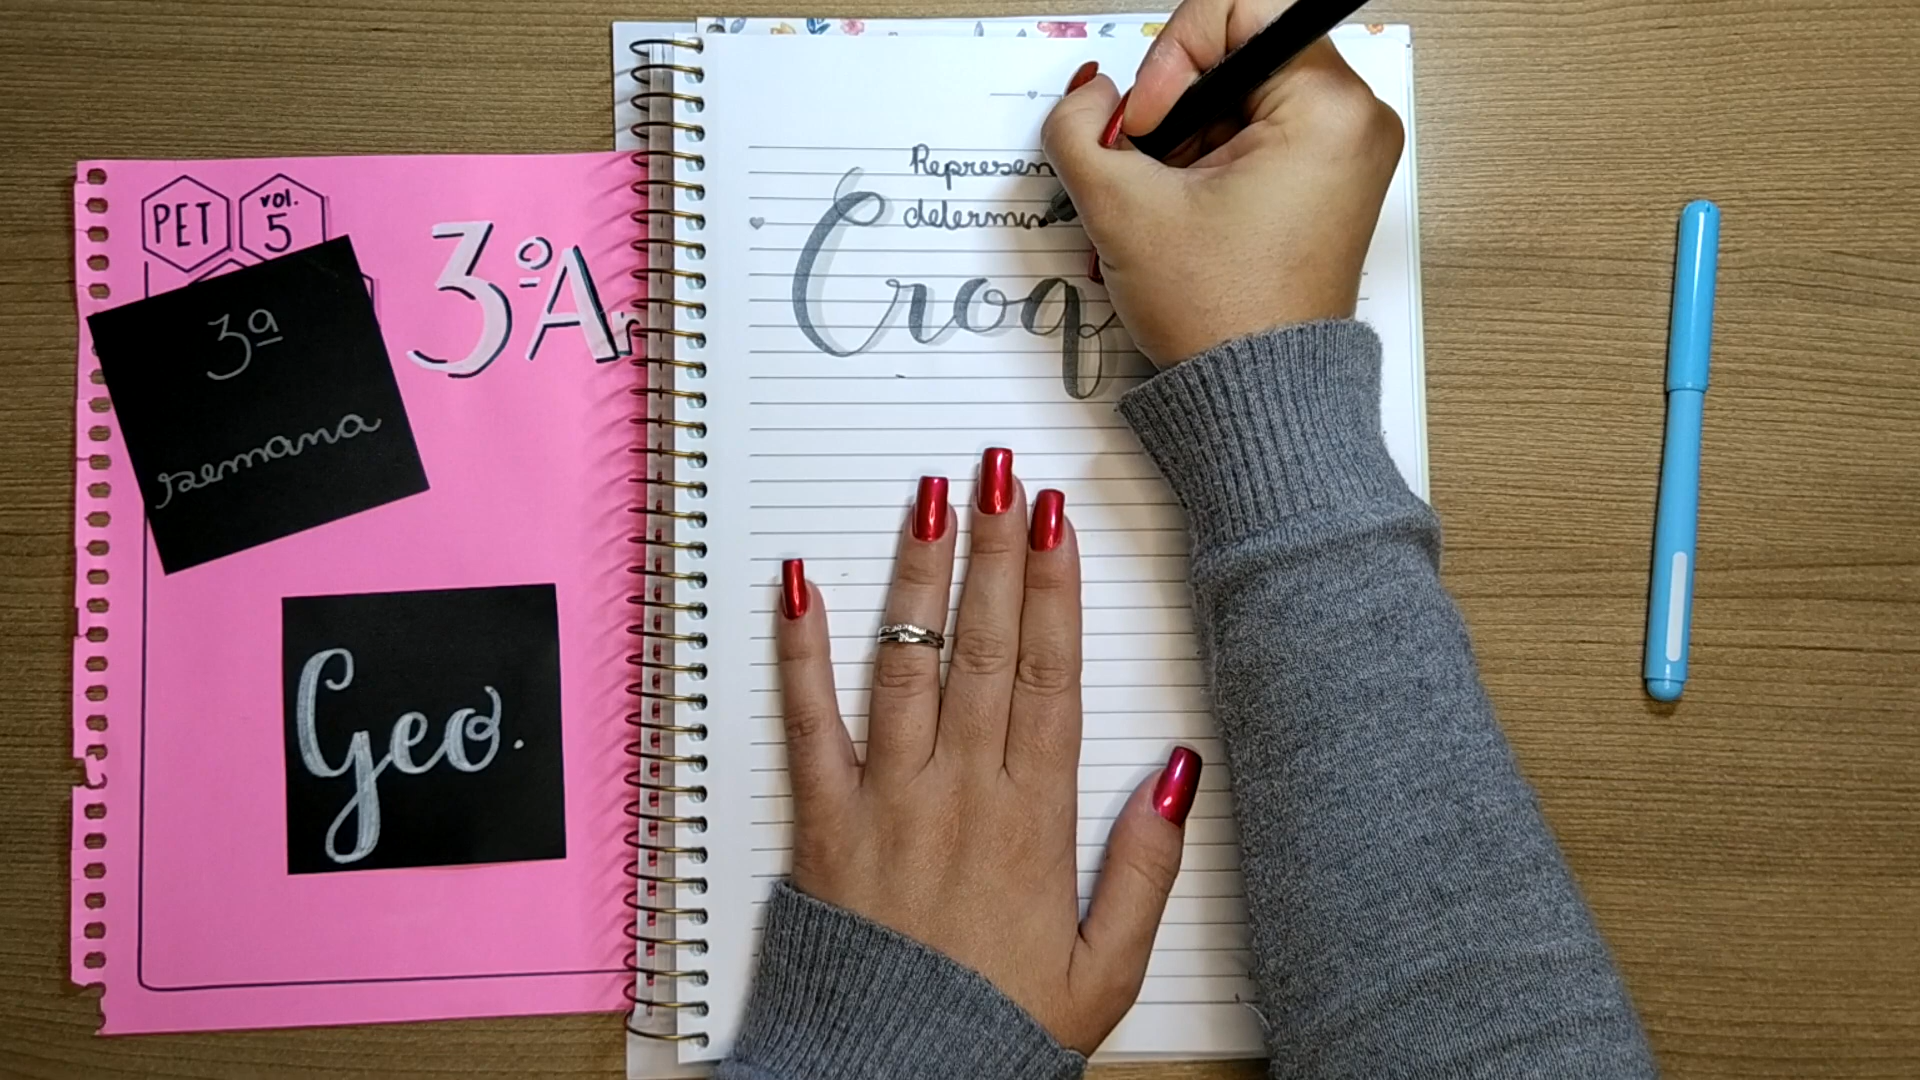 PET
vol.
5
3ºA
3ª
semana
Geo.
Represen
determin
Croq